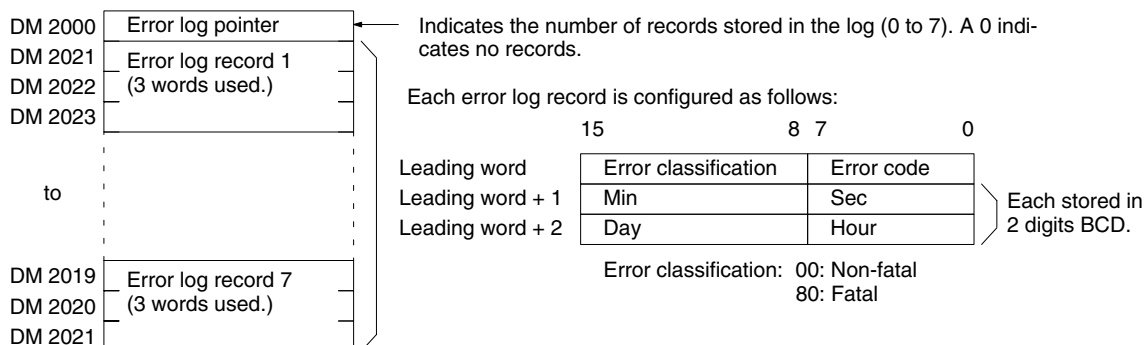 DM 2000 Error log pointer
Indicates the number of records stored in the log (0 to 7). A 0 indi-
cates no records.
DM 2021 Error log record 1
DM 2022 (3 words used.)
DM 2023
to
DM 2019 Error log record 7
DM 2020 (3 words used.)
DM 2021
Each error log record is configured as follows:
15 8 7 0
Leading word Error classification Error code
Leading word + 1 Min Sec
Leading word + 2 Day Hour
Each stored in
2 digits BCD.
Error classification: 00: Non-fatal
80: Fatal